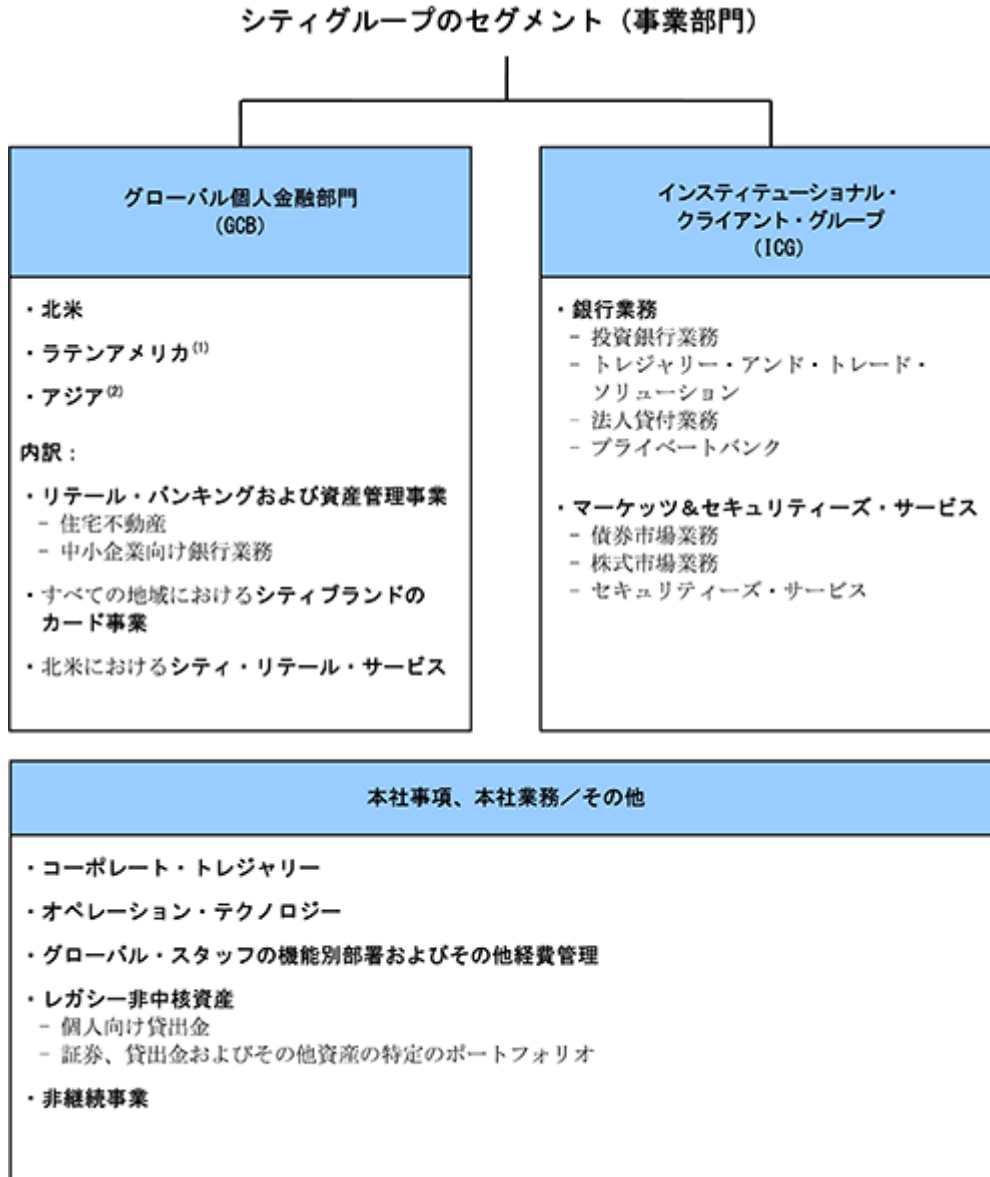 シティグループのセグメント（事業部門）
グローバル個人金融部門
(GCB)
・北米
・ラテンアメリカ(1)
・アジア(2)
内訳：
・リテール・バンキングおよび資産管理事業
－ 住宅不動産
－ 中小企業向け銀行業務
・すべての地域におけるシティブランドの
カード事業
・北米におけるシティ・リテール・サービス
インスティテューショナル・
クライアント・グループ
(ICG)
・銀行業務
－ 投資銀行業務
－ トレジャリー・アンド・トレード・
ソリューション
－ 法人貸付業務
－ プライベートバンク
・マーケッツ＆セキュリティーズ・サービス
－ 債券市場業務
－ 株式市場業務
－ セキュリティーズ・サービス
本社事項、本社業務／その他
・コーポレート・トレジャリー
・オペレーション・テクノロジー
・グローバル・スタッフの機能別部署およびその他経費管理
・レガシー非中核資産
－ 個人向け貸出金
－ 証券、貸出金およびその他資産の特定のポートフォリオ
・非継続事業